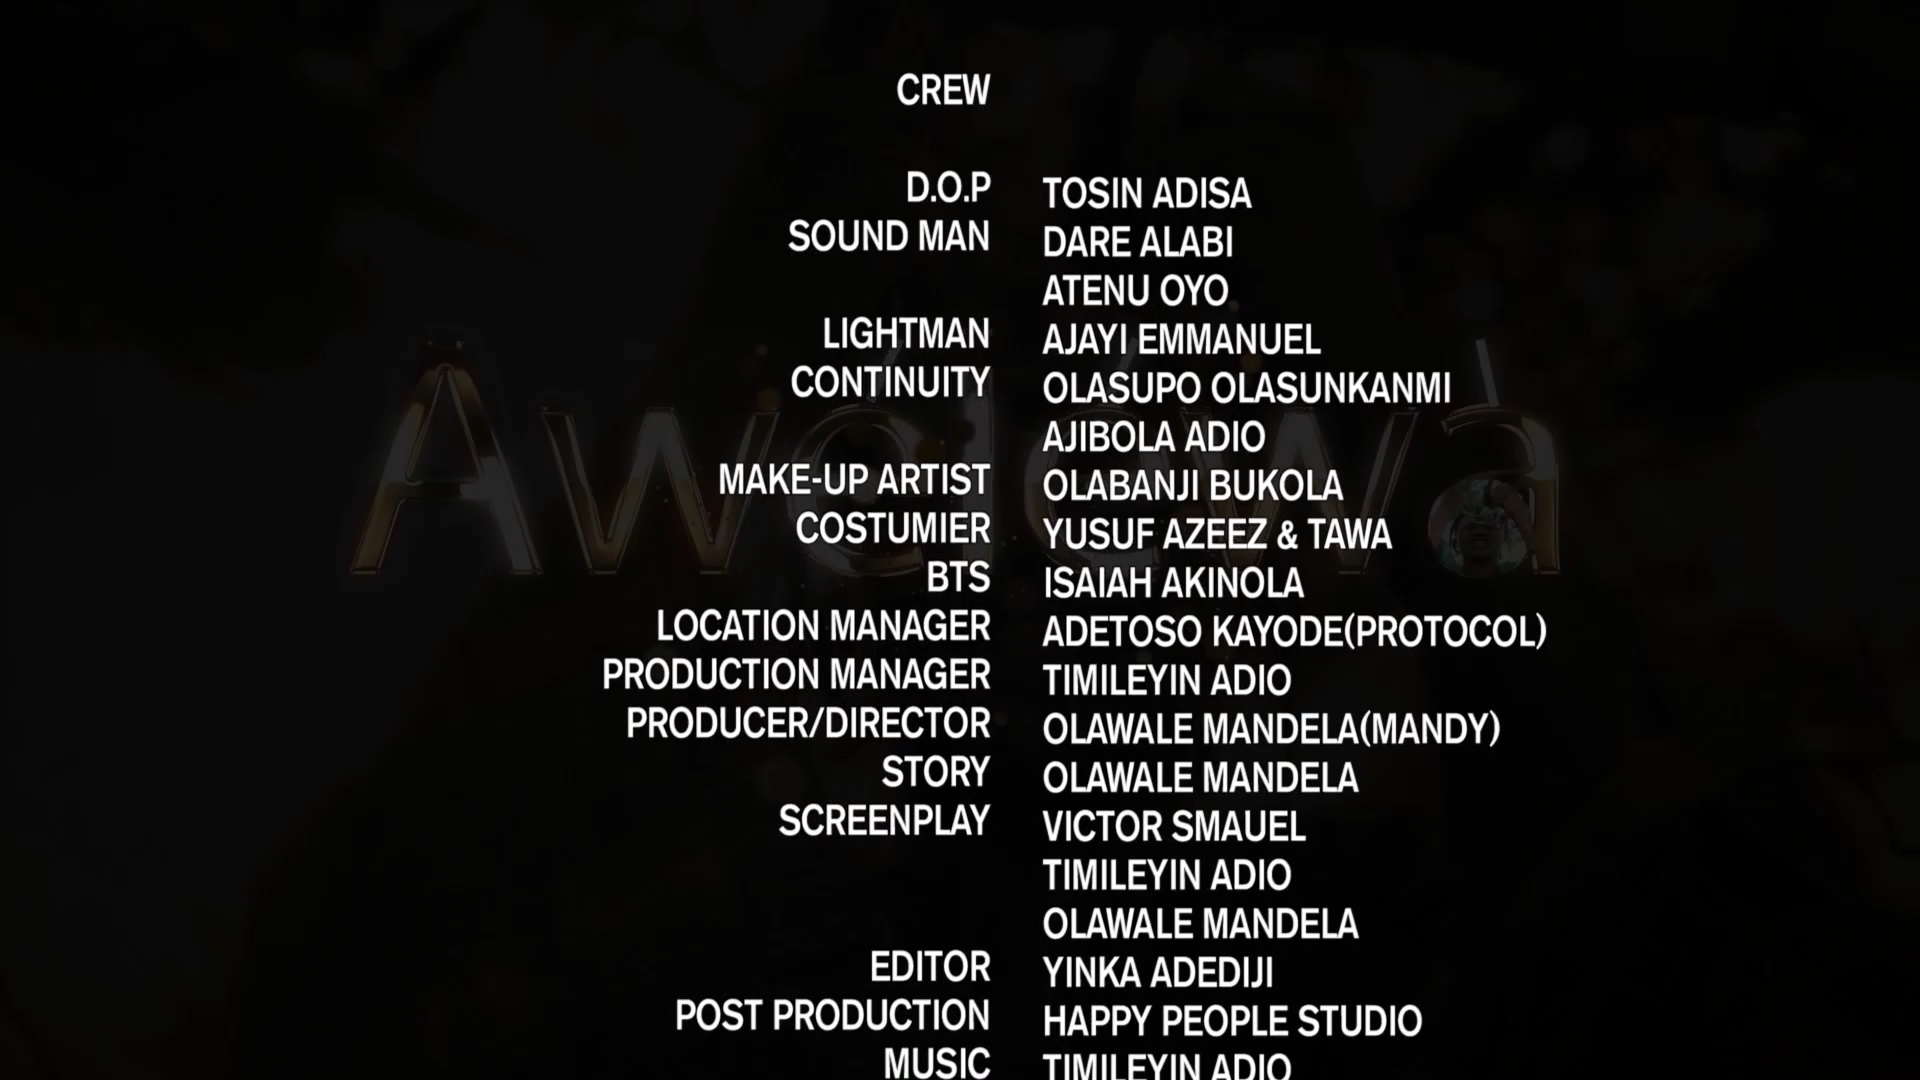 CREW
D.O.P TOSIN ADISA
SOUND MAN DARE ALABI
ATENU OYO
LIGHTMAN AJAYI EMMANUEL
CONTINUITY OLASUPO OLASUNKANMI
AJIBOLA ADIO
MAKE-UP ARTIST OLABANJI BUKOLA
COSTUMIER YUSUF AZEEZ & TAWA
BTS ISAIAH AKINOLA
LOCATION MANAGER ADETOSO KAYODE(PROTOCOL)
PRODUCTION MANAGER TIMILEYIN ADIO
PRODUCER/DIRECTOR OLAWALE MANDELA(MANDY)
STORY OLAWALE MANDELA
SCREENPLAY VICTOR SMAUEL
TIMILEYIN ADIO
OLAWALE MANDELA
EDITOR YINKA ADEDIJI
POST PRODUCTION HAPPY PEOPLE STUDIO
MUSIC TIMILEYIN ADIO